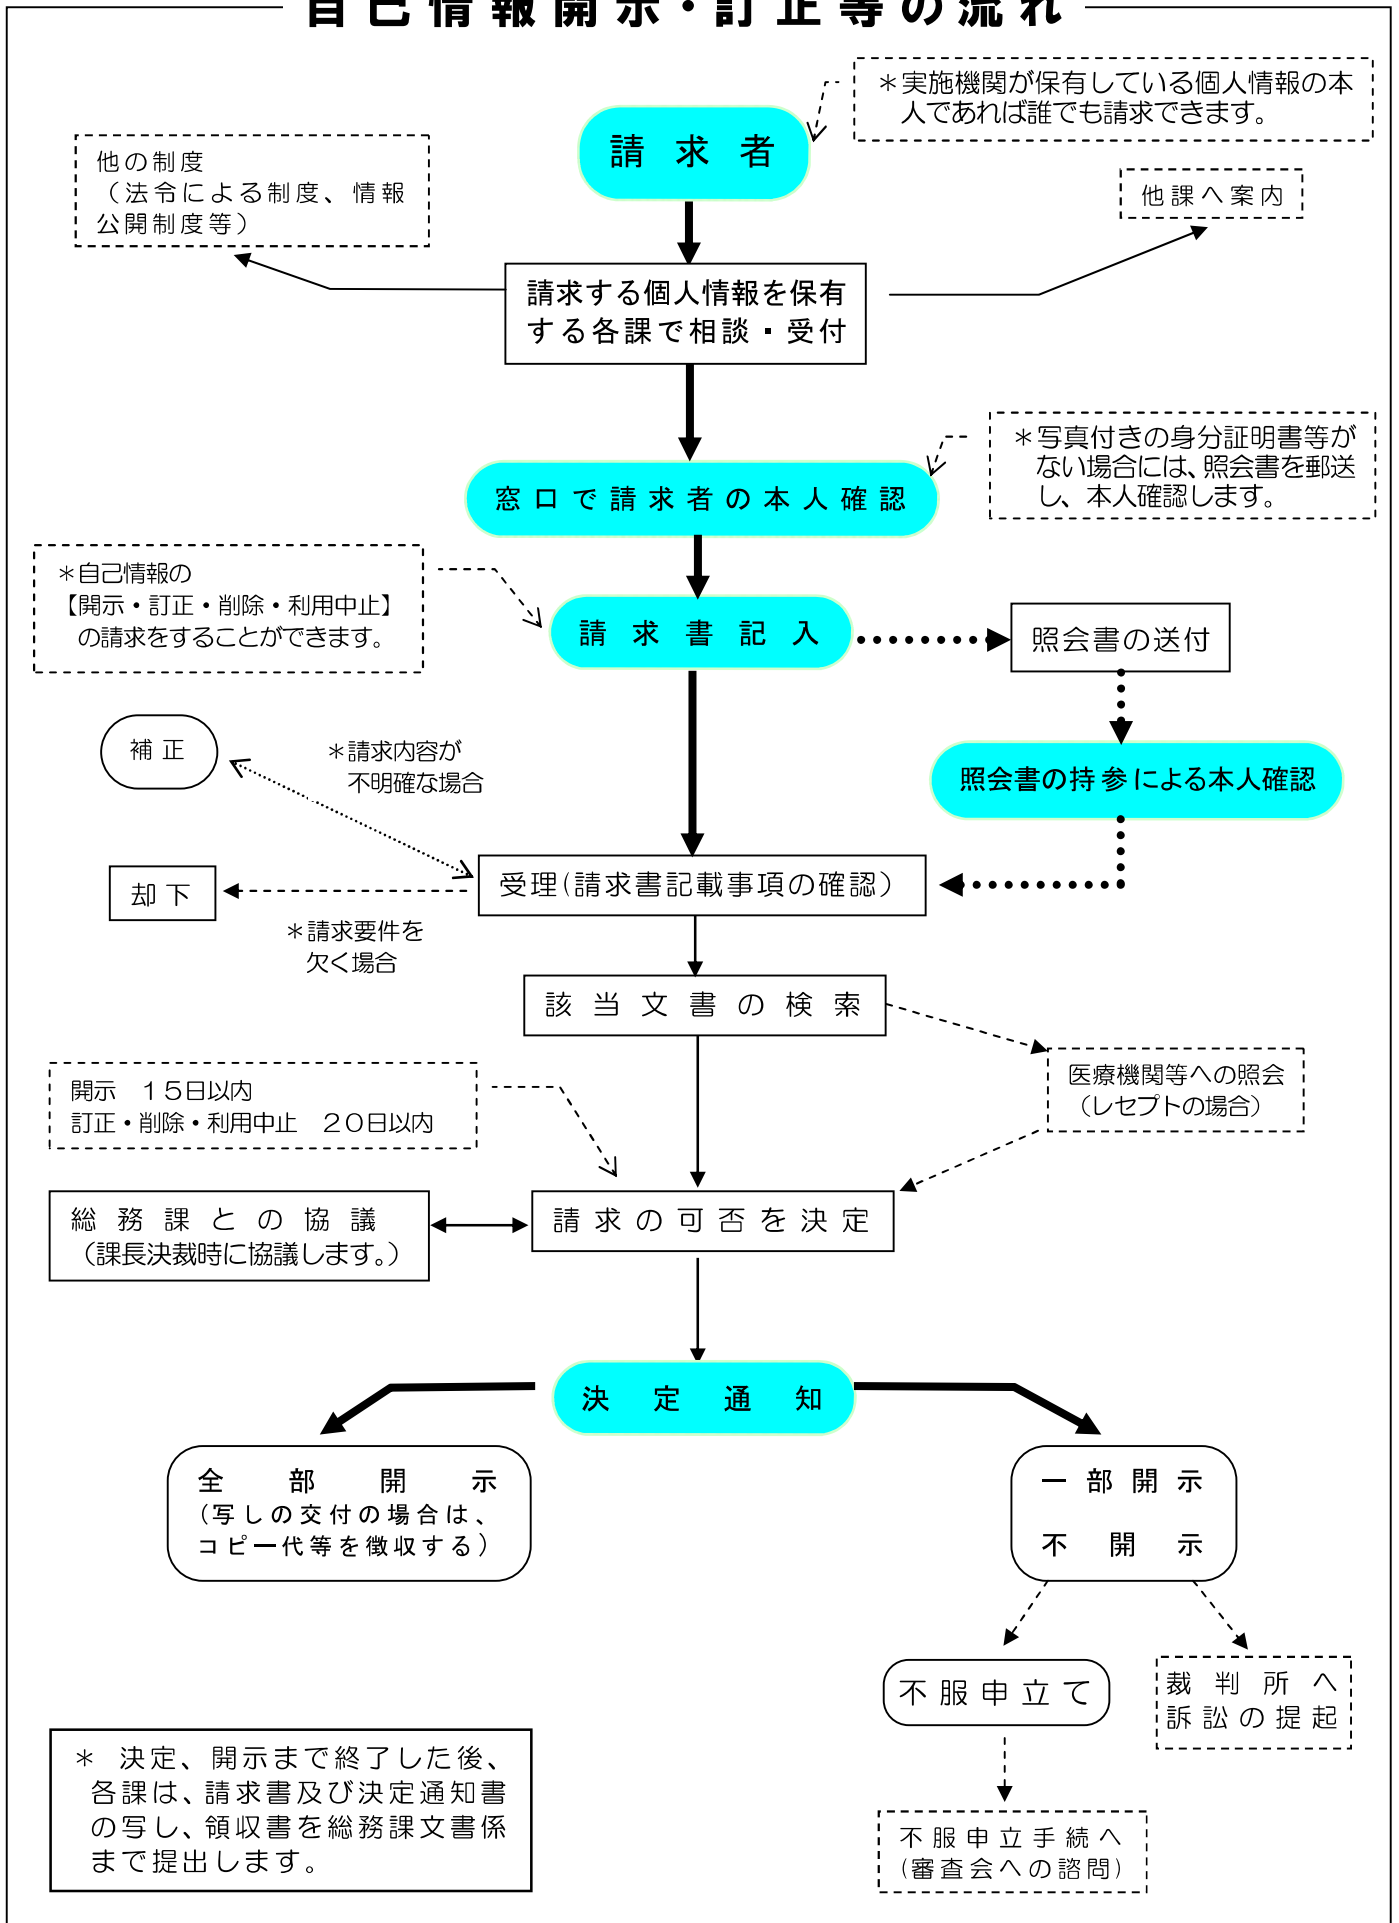 自己情報開示・訂正等の流れ
＊実施機関が保有している個人情報の本
人であれば誰でも請求できます。
請求者
他の制度
（法令による制度、情報
公開制度等）
他課へ案内
請求する個人情報を保有
する各課で相談・受付
＊写真付きの身分証明書等が
ない場合には、照会書を郵送
し、本人確認します。
窓口で請求者の本人確認
＊自己情報の
【開示・訂正・削除・利用中止】
の請求をすることができます。
請求書記入
照会書の送付
補正
＊請求内容が
不明確な場合
照会書の持参による本人確認
受理(請求書記載事項の確認）
却下
＊請求要件を
欠く場合
該当文書の検索
開示　１５日以内
訂正・削除・利用中止　２０日以内
医療機関等への照会
（レセプトの場合）
総務課との協議
（課長決裁時に協議します。）
請求の可否を決定
決定通知
全部開示
（写しの交付の場合は、
コピー代等を徴収する）
一部開示
不開示
不服申立て
裁判所へ
訴訟の提起
＊　決定、開示まで終了した後、
各課は、請求書及び決定通知書
の写し、領収書を総務課文書係
まで提出します。
不服申立手続へ
（審査会への諮問）